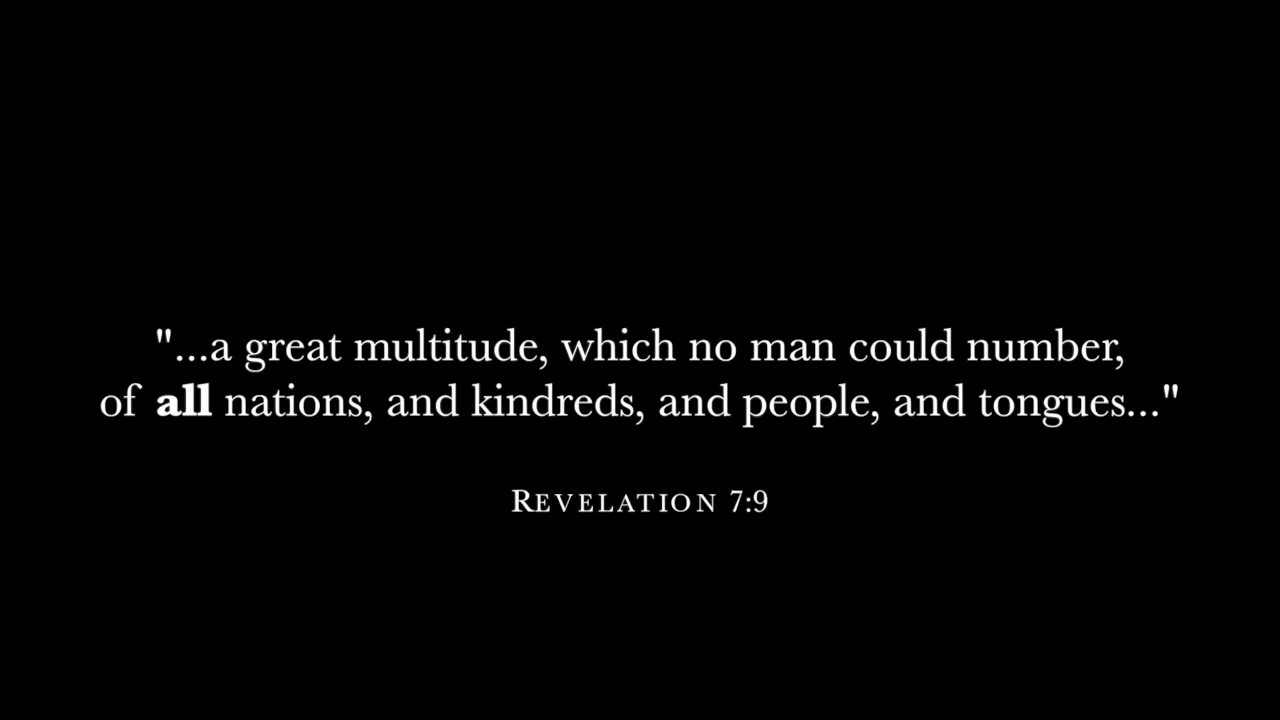 "...a great multitude, which no man could number,
of all nations, and kindreds, and people, and tongues..."
REVELATION 7:9